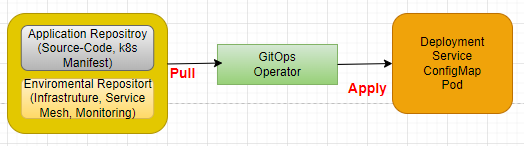 Application Repositroy
(Source-Code, k8s
Manifest)
Enviromental Repositort
(Infrastruture, Service
Mesh, Monitoring)
Pull
GitOps
Operator
Apply
Deployment
Service
ConfigMap
Pod